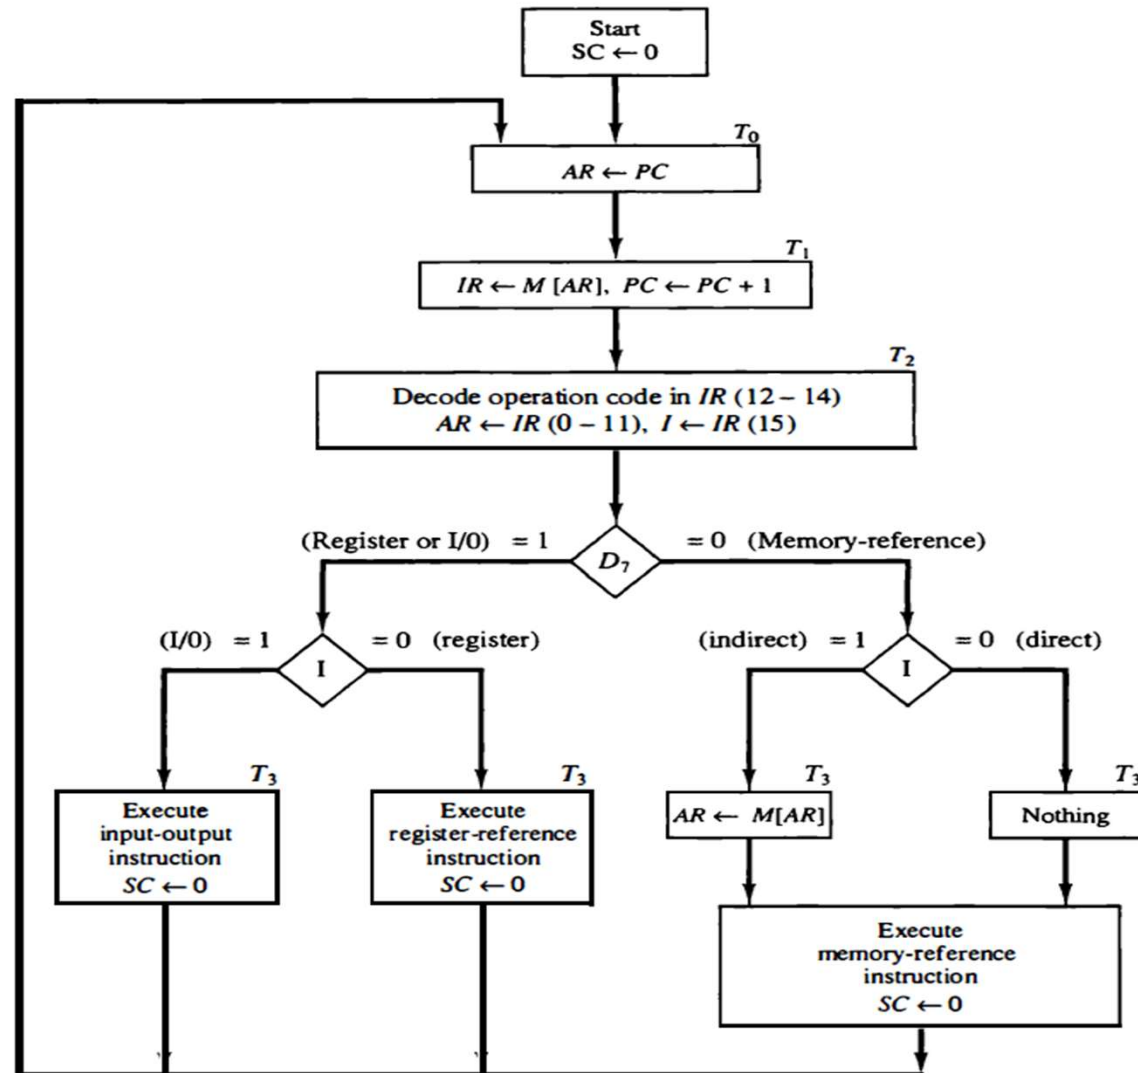 Start
SC ← 0
T₀
AR ← PC
T₁
IR ← M [AR], PC ← PC + 1
T₂
Decode operation code in IR (12 – 14)
AR ← IR (0 – 11), I ← IR (15)
(Register or I/0) = 1
= 0 (Memory-reference)
D₇
(I/0) = 1
= 0 (register)
I
(indirect) = 1
= 0 (direct)
I
T₃
T₃
T₃
T₃
Execute
input-output
instruction
SC ← 0
Execute
register-reference
instruction
SC ← 0
AR ← M[AR]
Nothing
Execute
memory-reference
instruction
SC ← 0